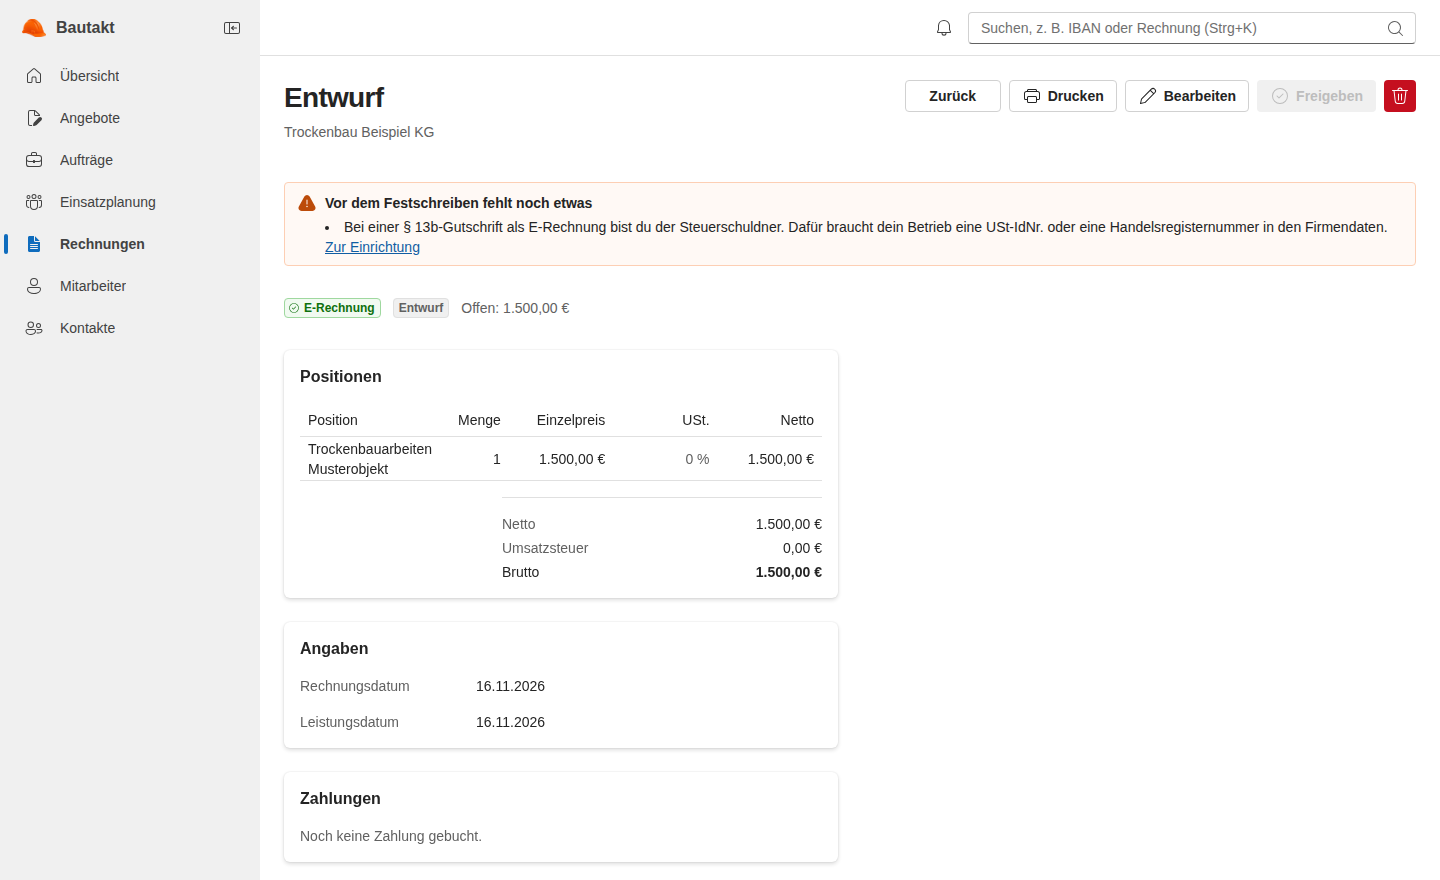 Bautakt
Suchen, z. B. IBAN oder Rechnung (Strg+K)
Übersicht
Angebote
Aufträge
Einsatzplanung
Rechnungen
Mitarbeiter
Kontakte
Entwurf
Zurück
Drucken
Bearbeiten
Freigeben
Trockenbau Beispiel KG
Vor dem Festschreiben fehlt noch etwas
• Bei einer § 13b-Gutschrift als E-Rechnung bist du der Steuerschuldner. Dafür braucht dein Betrieb eine USt-IdNr. oder eine Handelsregisternummer in den Firmendaten.
Zur Einrichtung
E-Rechnung Entwurf Offen: 1.500,00 €
Positionen
Position Menge Einzelpreis USt. Netto
Trockenbauarbeiten
Musterobjekt
1 1.500,00 € 0 % 1.500,00 €
Netto 1.500,00 €
Umsatzsteuer 0,00 €
Brutto 1.500,00 €
Angaben
Rechnungsdatum 16.11.2026
Leistungsdatum 16.11.2026
Zahlungen
Noch keine Zahlung gebucht.